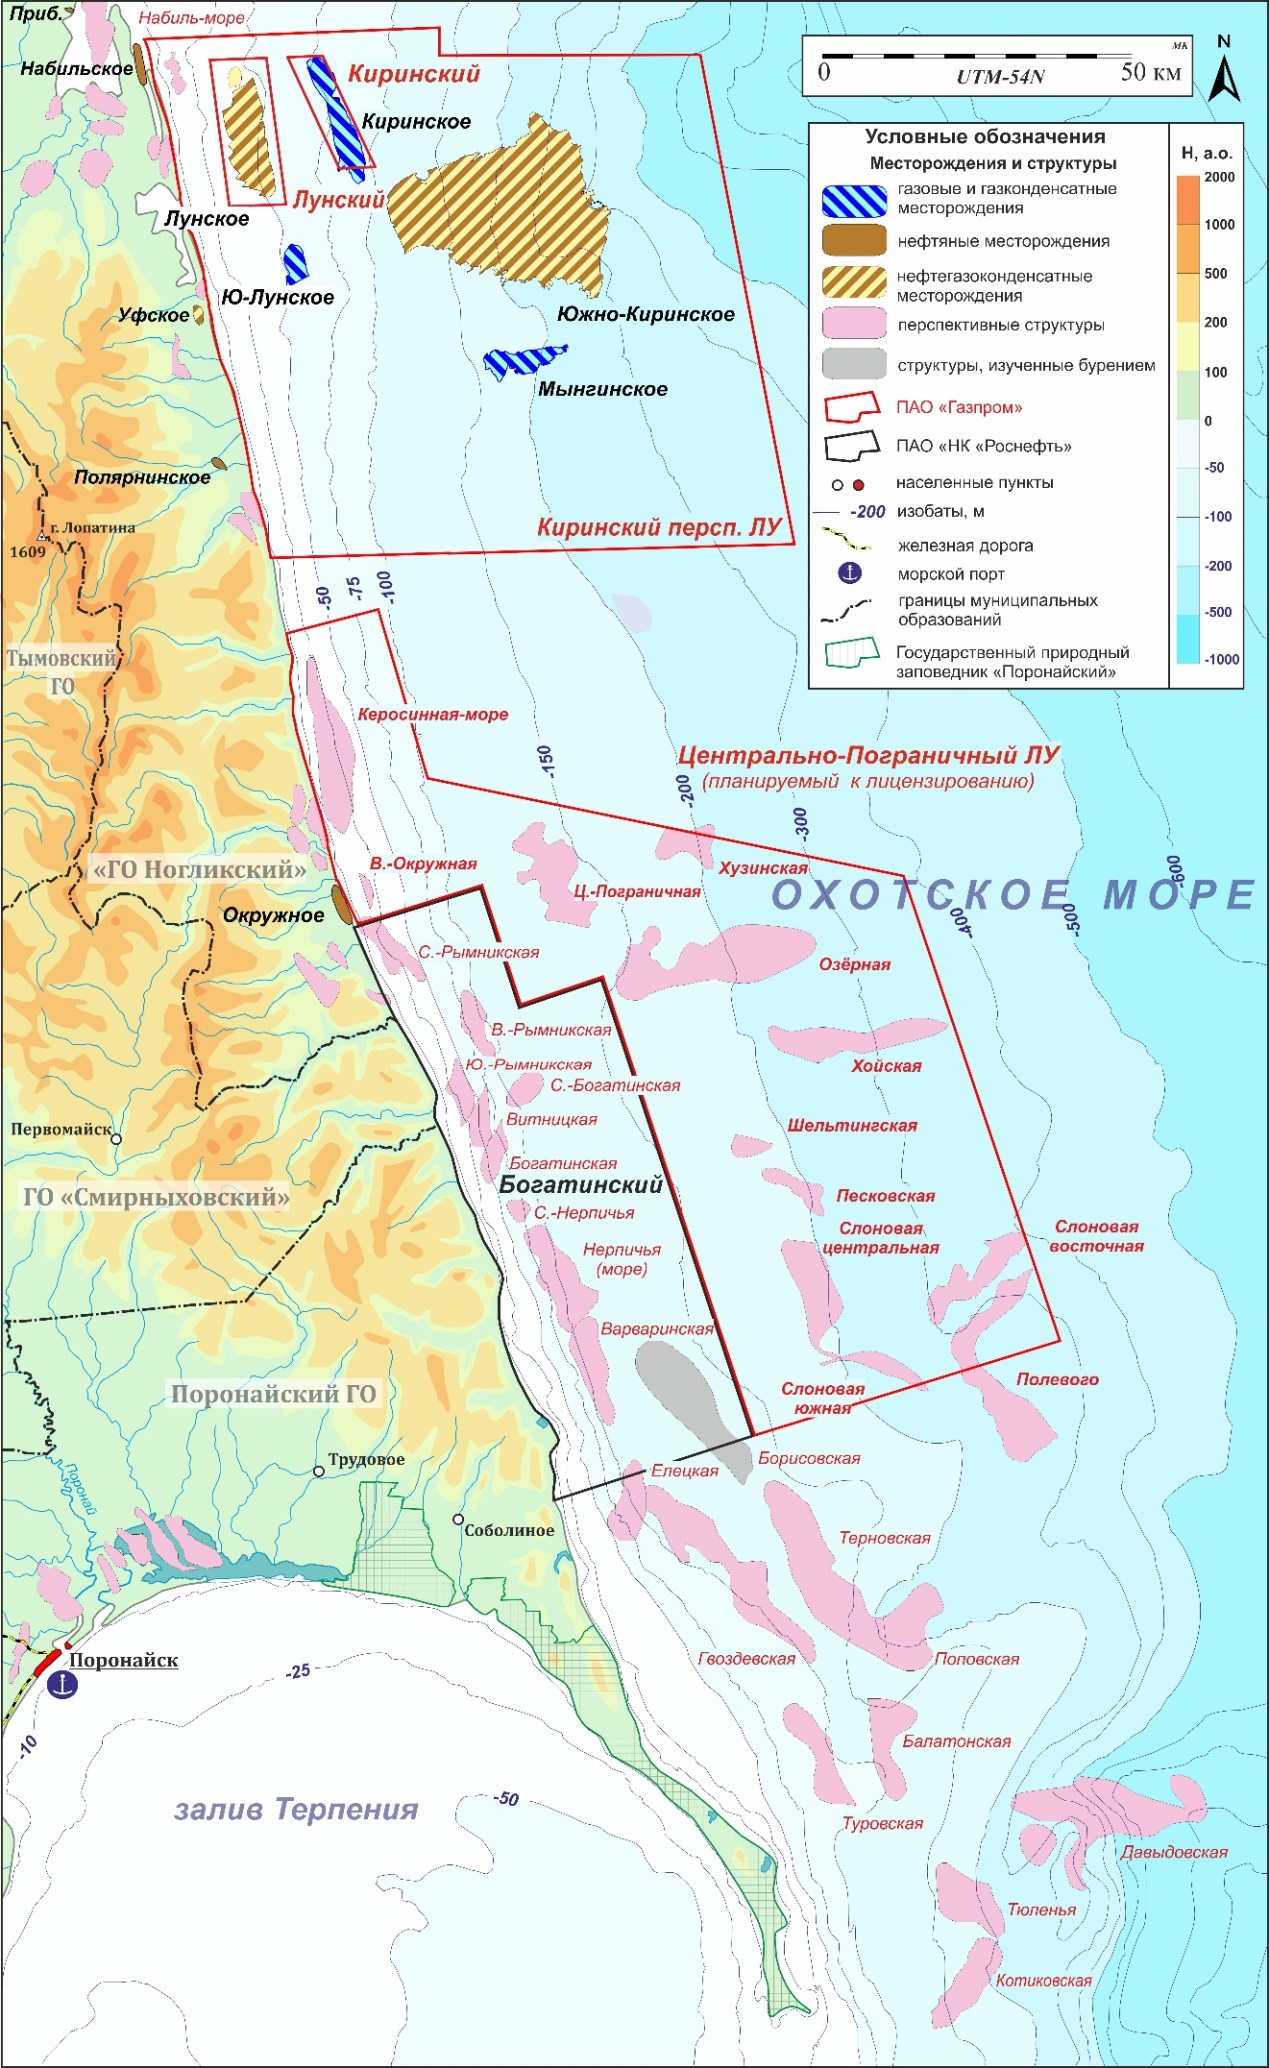 Приб.
Набиль-море
Набильское
Киринский
Киринское
Лунский
Лунское
Ю-Лунское
Уфское
Южно-Киринское
Мынгинское
Полярнинское
г. Лопатина
1609
Киринский персп. ЛУ
0
50 км
UTM-54N
МК
N
Условные обозначения
Месторождения и структуры
газовые и газконденсатные
месторождения
нефтяные месторождения
нефтегазоконденсатные
месторождения
перспективные структуры
структуры, изученные бурением
ПАО «Газпром»
ПАО «НК «Роснефть»
населенные пункты
-200
изобаты, м
железная дорога
морской порт
границы муниципальных
образований
Государственный природный
заповедник «Поронайский»
Н, а.о.
2000
1000
500
200
100
0
-50
-100
-200
-500
-1000
-50
-75
-100
Тымовский
ГО
Керосинная-море
Центрально-Пограничный ЛУ
(планируемый к лицензированию)
-150
-200
-300
-400
-500
-600
«ГО Ногликский»
В.-Окружная
Хузинская
Ц.-Пограничная
ОХОТСКОЕ МОРЕ
Окружное
С.-Рымникская
Озёрная
В.-Рымникская
Хойская
Ю.-Рымникская
С.-Богатинская
Витницкая
Шельтингская
Первомайск
Богатинская
Богатинский
ГО «Смирныховский»
Песковская
С.-Нерпичья
Слоновая
центральная
Слоновая
восточная
Нерпичья
(море)
Варваринская
Поронайский ГО
Слоновая
южная
Полевого
Трудовое
Борисовская
Елецкая
Поронай
Соболиное
Терновская
Поронайск
Гвоздевская
Поповская
-25
-10
Балатонская
залив Терпения
-50
Туровская
Давыдовская
Тюленья
Котиковская